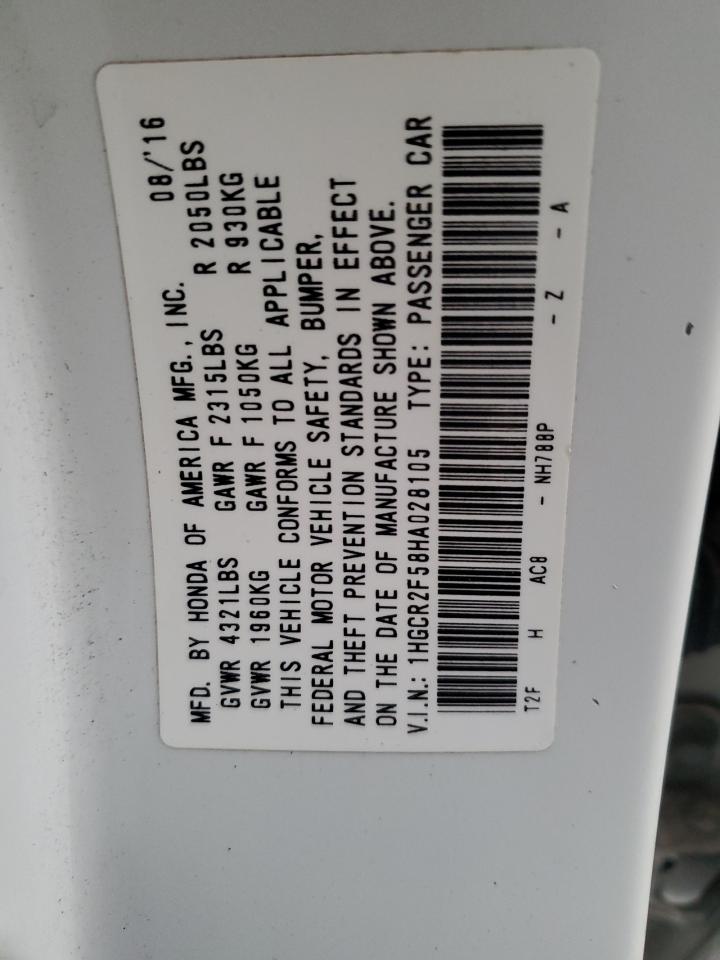 MFD. BY HONDA OF AMERICA MFG., INC. 08/'16
GVWR 4321LBS GAWR F 2315LBS R 2050LBS
GVWR 1960KG GAWR F 1050KG R 930KG
THIS VEHICLE CONFORMS TO ALL APPLICABLE
FEDERAL MOTOR VEHICLE SAFETY, BUMPER,
AND THEFT PREVENTION STANDARDS IN EFFECT
ON THE DATE OF MANUFACTURE SHOWN ABOVE.
V.I.N.: 1HGCR2F58HA028105 TYPE: PASSENGER CAR
T2F H AC8 - NH788P - Z - A